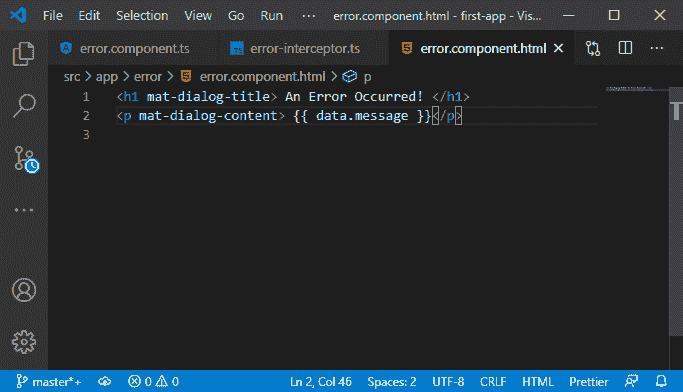 File Edit Selection View Go Run ··· error.component.html - first-app - Vis...
error.component.ts error-interceptor.ts error.component.html
src > app > error > error.component.html > p
1 <h1 mat-dialog-title> An Error Occurred! </h1>
2 <p mat-dialog-content> {{ data.message }}</p>
3
master*+ 0 0 Ln 2, Col 46 Spaces: 2 UTF-8 CRLF HTML Prettier